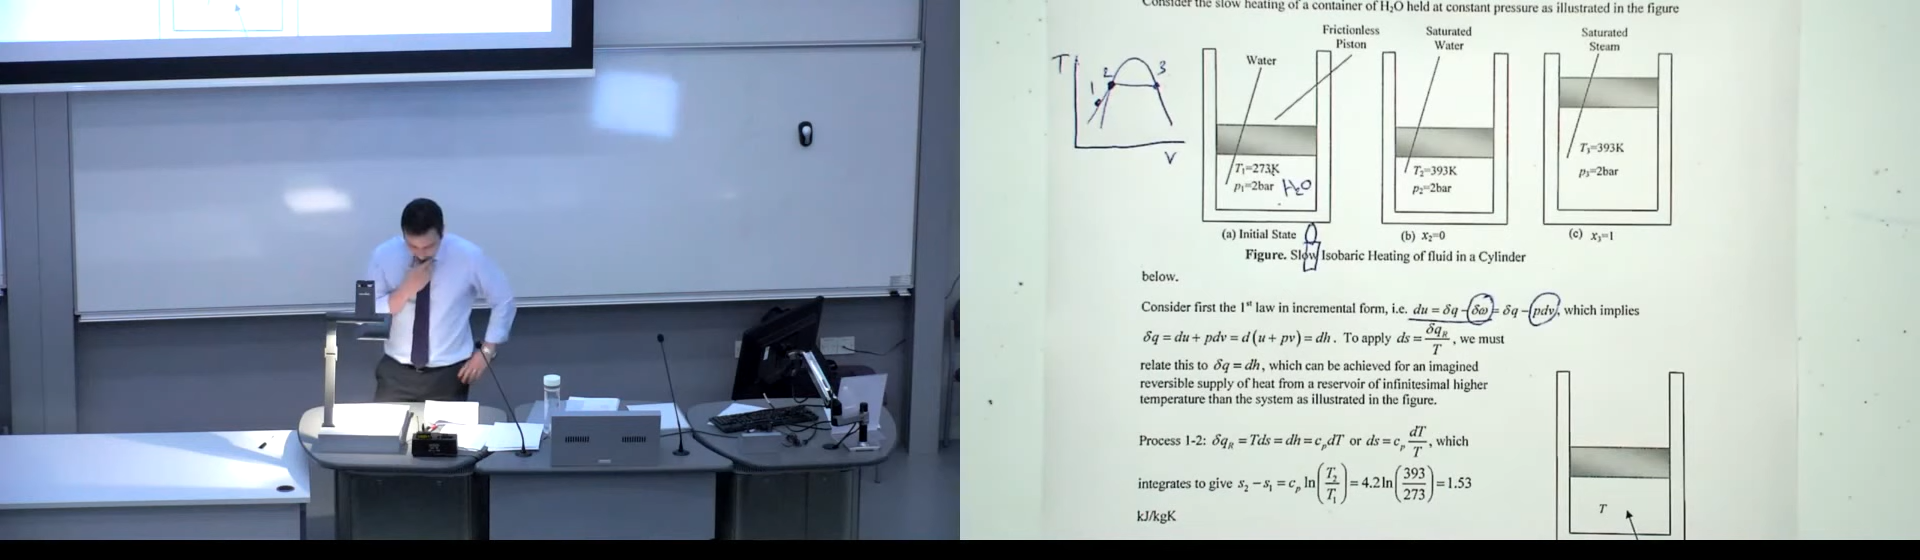 Consider the slow heating of a container of H₂O held at constant pressure as illustrated in the figure
Frictionless
Piston
Saturated
Water
Saturated
Steam
Water
T
1
2
3
V
T₁=273K
p₁=2bar
H₂O
T₂=393K
p₂=2bar
T₃=393K
p₃=2bar
(a) Initial State
(b) x₂=0
(c) x₃=1
Figure. Slow Isobaric Heating of fluid in a Cylinder
below.
Consider first the 1ˢᵗ law in incremental form, i.e. du = δq − δω = δq − pdv, which implies
δq = du + pdv = d(u + pv) = dh. To apply ds = δq_R / T, we must
relate this to δq = dh, which can be achieved for an imagined
reversible supply of heat from a reservoir of infinitesimal higher
temperature than the system as illustrated in the figure.
Process 1-2: δq_R = Tds = dh = c_p dT or ds = c_p dT/T, which
integrates to give s₂ − s₁ = c_p ln(T₂/T₁) = 4.2 ln(393/273) = 1.53
kJ/kgK
T